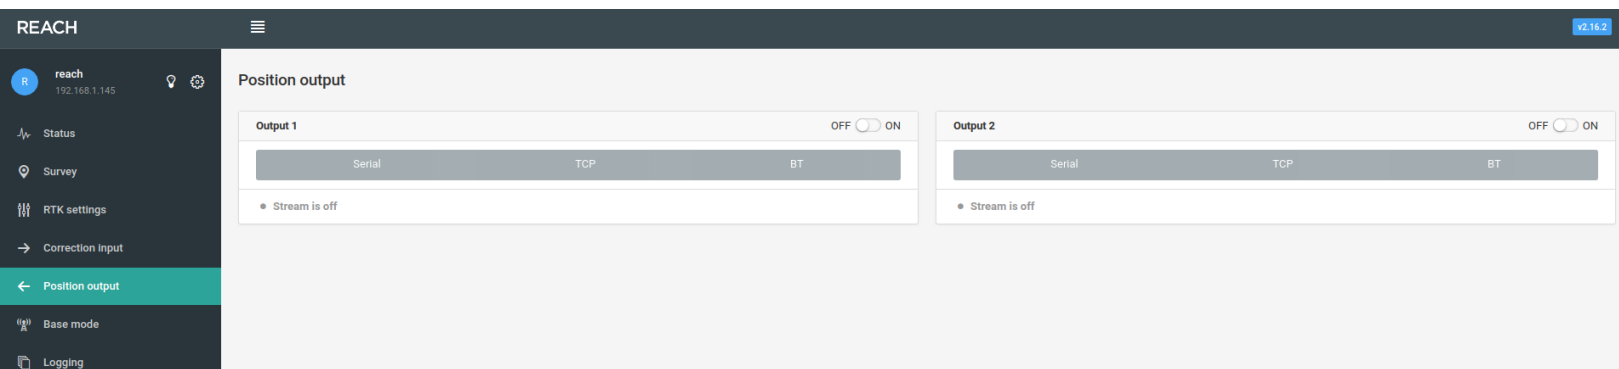 REACH
v2.16.2
R
reach
192.168.1.145
Status
Survey
RTK settings
Correction input
Position output
Base mode
Logging
Position output
Output 1
OFF ON
Serial TCP BT
Stream is off
Output 2
OFF ON
Serial TCP BT
Stream is off